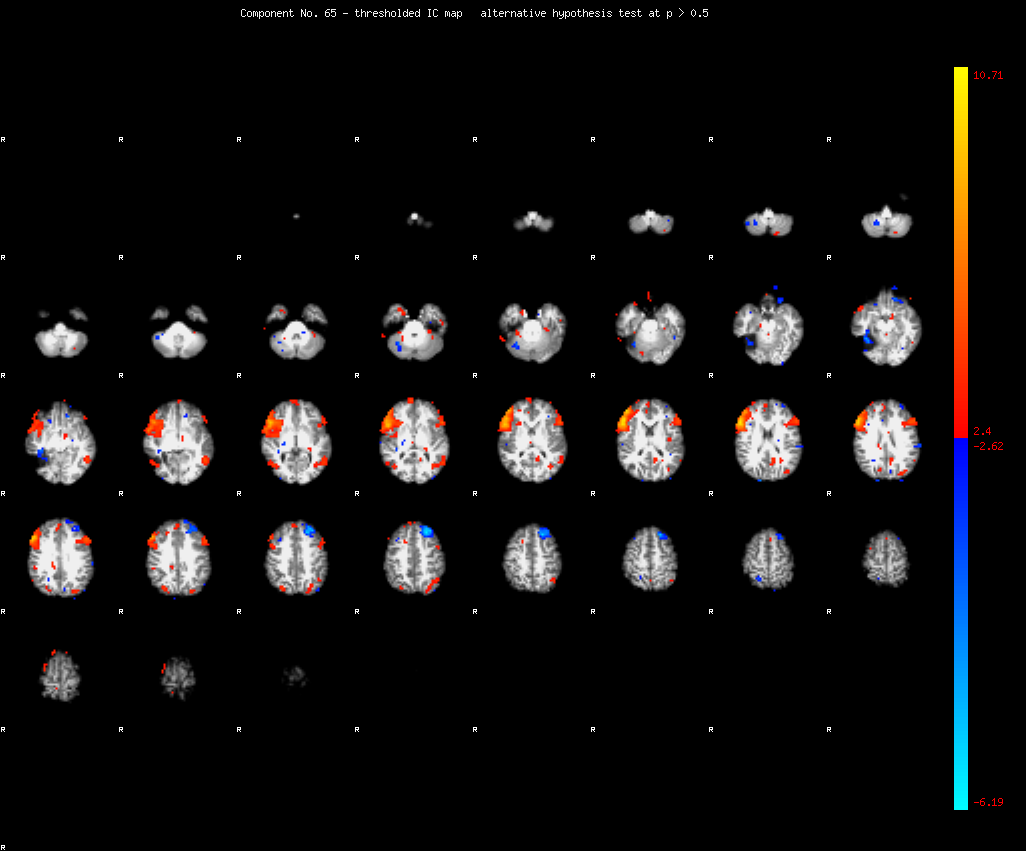 Component No. 65 - thresholded IC map   alternative hypothesis test at p > 0.5
10.71
R R R R R R R R
R R R R R R R R
R R R R R R R R
2.4
-2.62
R R R R R R R R
R R R R R R R R
R R R R R R R R
-6.19
R